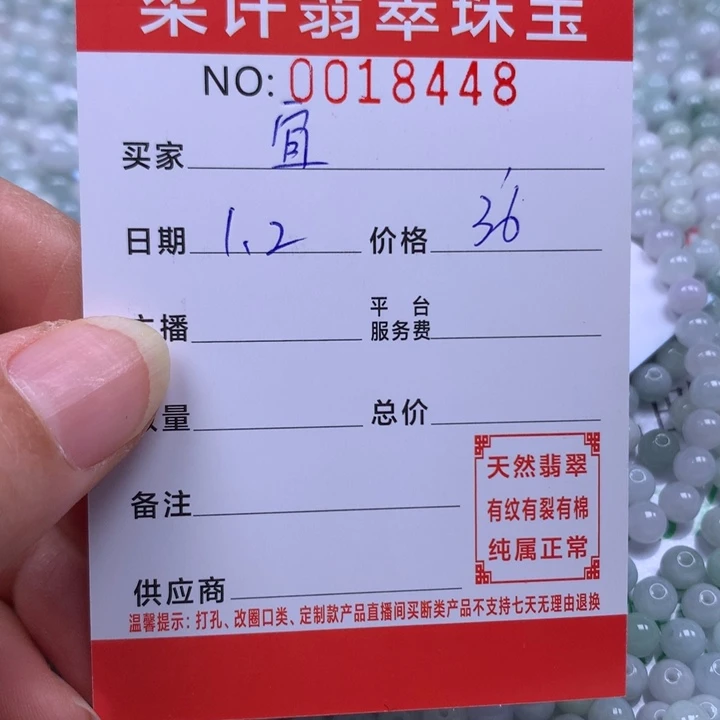 柒计翡翠珠宝
NO: 0018448
买家 宜
日期 1.2 价格 36
播 平台服务费
量 总价
备注
天然翡翠
有纹有裂有棉
纯属正常
供应商
温馨提示：打孔、改圈口类、定制款产品直播间买断类产品不支持七天无理由退换